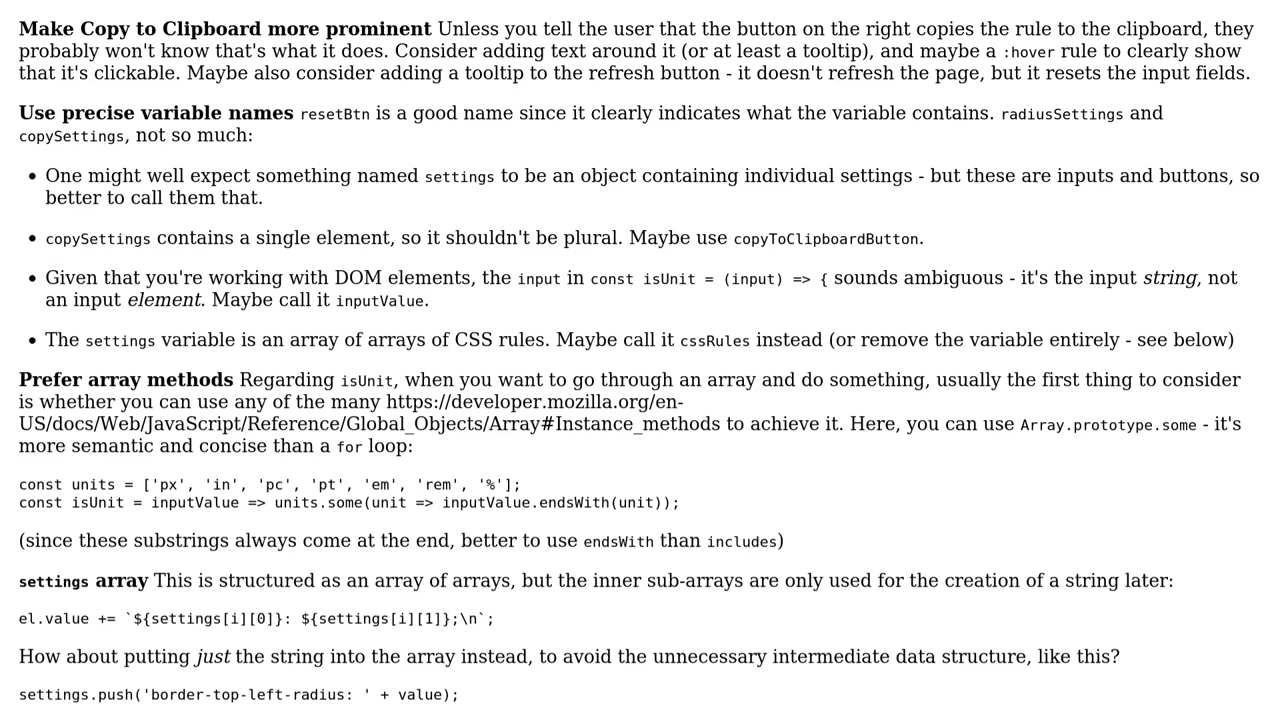 Make Copy to Clipboard more prominent Unless you tell the user that the button on the right copies the rule to the clipboard, they
probably won't know that's what it does. Consider adding text around it (or at least a tooltip), and maybe a :hover rule to clearly show
that it's clickable. Maybe also consider adding a tooltip to the refresh button - it doesn't refresh the page, but it resets the input fields.
Use precise variable names resetBtn is a good name since it clearly indicates what the variable contains. radiusSettings and
copySettings, not so much:
• One might well expect something named settings to be an object containing individual settings - but these are inputs and buttons, so
better to call them that.
• copySettings contains a single element, so it shouldn't be plural. Maybe use copyToClipboardButton.
• Given that you're working with DOM elements, the input in const isUnit = (input) => { sounds ambiguous - it's the input string, not
an input element. Maybe call it inputValue.
• The settings variable is an array of arrays of CSS rules. Maybe call it cssRules instead (or remove the variable entirely - see below)
Prefer array methods Regarding isUnit, when you want to go through an array and do something, usually the first thing to consider
is whether you can use any of the many https://developer.mozilla.org/en-
US/docs/Web/JavaScript/Reference/Global_Objects/Array#Instance_methods to achieve it. Here, you can use Array.prototype.some - it's
more semantic and concise than a for loop:
const units = ['px', 'in', 'pc', 'pt', 'em', 'rem', '%'];
const isUnit = inputValue => units.some(unit => inputValue.endsWith(unit));
(since these substrings always come at the end, better to use endsWith than includes)
settings array This is structured as an array of arrays, but the inner sub-arrays are only used for the creation of a string later:
el.value += `${settings[i][0]}: ${settings[i][1]};\n`;
How about putting just the string into the array instead, to avoid the unnecessary intermediate data structure, like this?
settings.push('border-top-left-radius: ' + value);